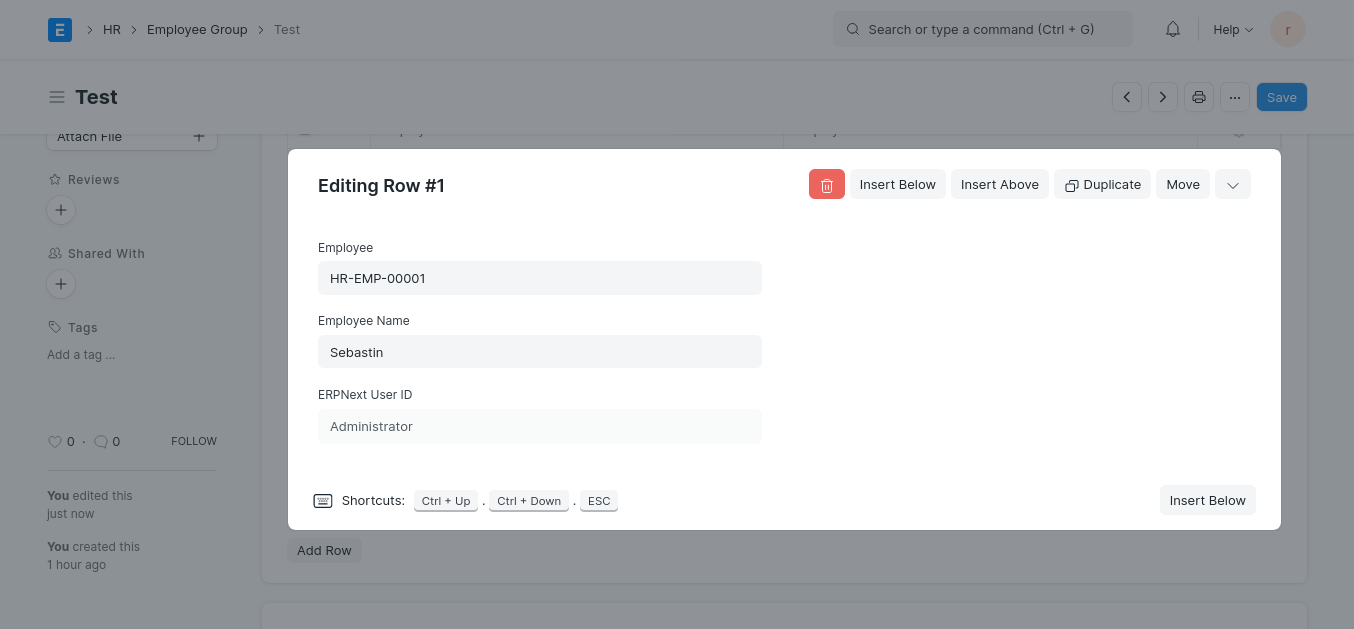 E
HR
Employee Group
Test
Search or type a command (Ctrl + G)
Help
r
Test
Save
Attach File
Reviews
Shared With
Tags
Add a tag ...
0 · 0
FOLLOW
You edited this
just now
You created this
1 hour ago
Editing Row #1
Insert Below
Insert Above
Duplicate
Move
Employee
HR-EMP-00001
Employee Name
Sebastin
ERPNext User ID
Administrator
Shortcuts: Ctrl + Up . Ctrl + Down . ESC
Insert Below
Add Row